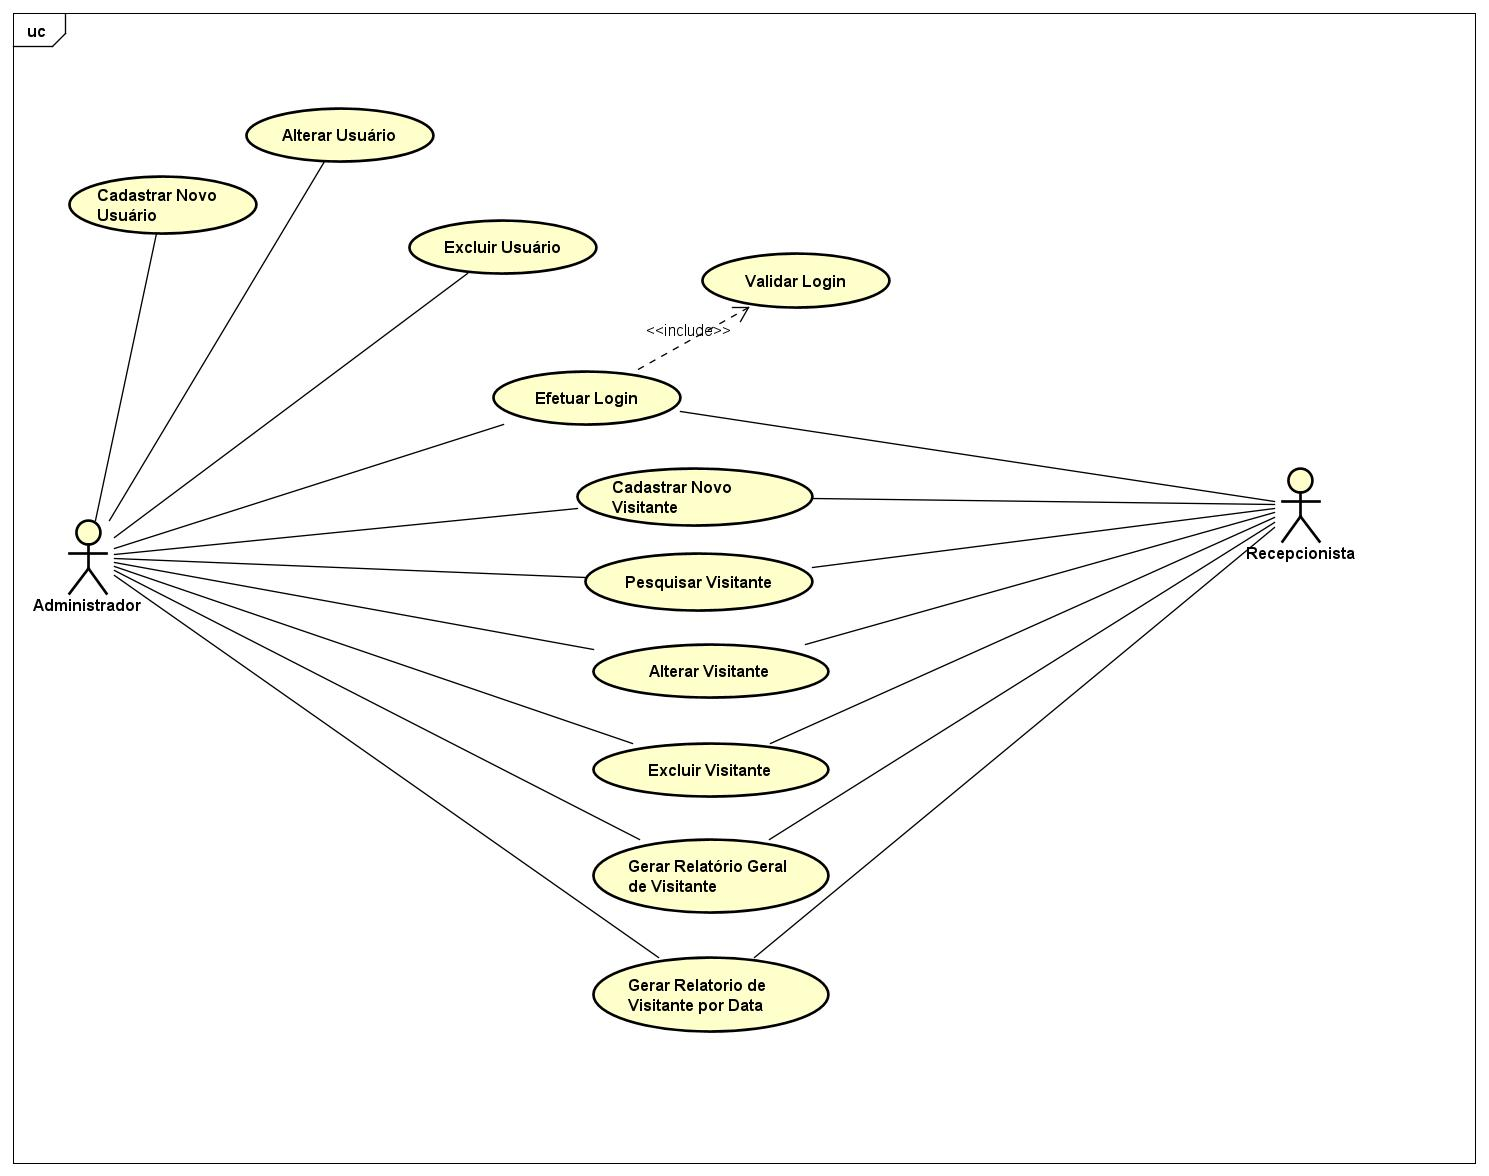 uc
Alterar Usuário
Cadastrar Novo
Usuário
Excluir Usuário
Validar Login
<<include>>
Efetuar Login
Cadastrar Novo
Visitante
Recepcionista
Pesquisar Visitante
Administrador
Alterar Visitante
Excluir Visitante
Gerar Relatório Geral
de Visitante
Gerar Relatorio de
Visitante por Data